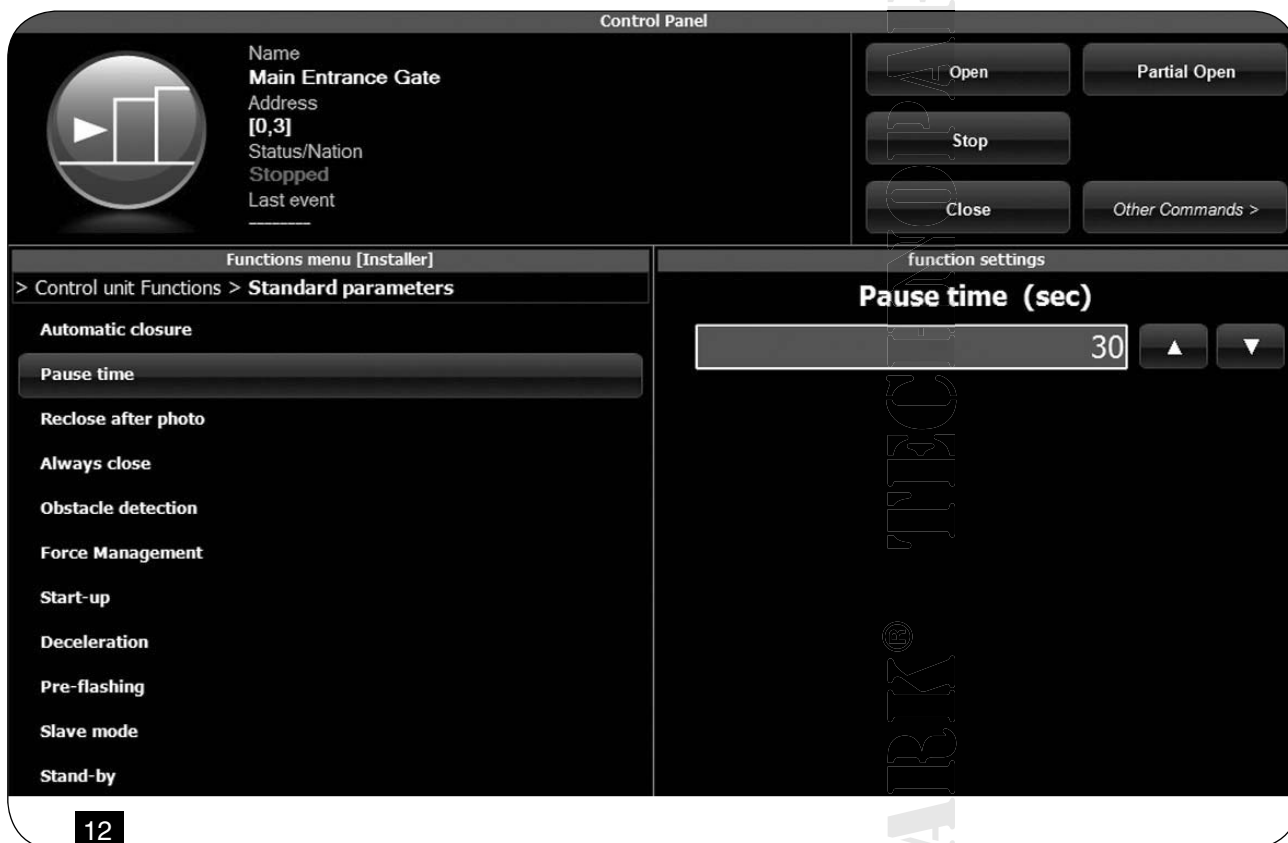 Control Panel
Name
Main Entrance Gate
Address
[0,3]
Status/Nation
Stopped
Last event
--------
Open
Partial Open
Stop
Close
Other Commands >
Functions menu [Installer]
> Control unit Functions > Standard parameters
Automatic closure
Pause time
Reclose after photo
Always close
Obstacle detection
Force Management
Start-up
Deceleration
Pre-flashing
Slave mode
Stand-by
function settings
Pause time (sec)
30
▲ ▼
12